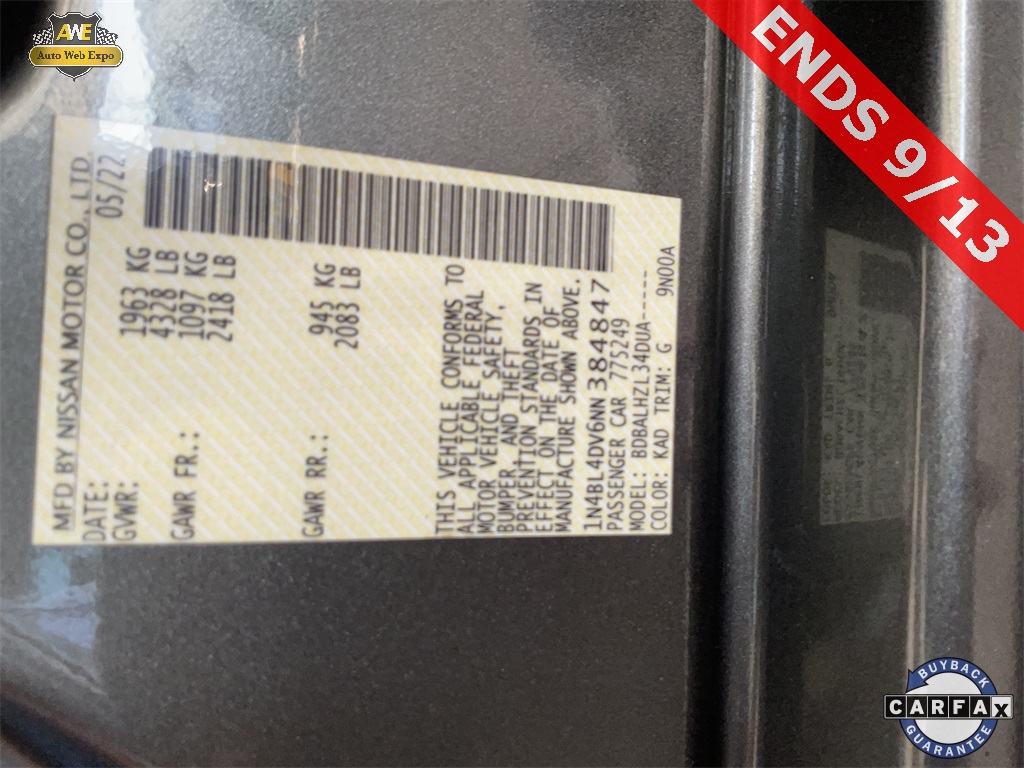 AWE
Auto Web Expo
ENDS 9/13
MFD BY NISSAN MOTOR CO., LTD.
DATE: 05/22
GVWR: 1963 KG
4328 LB
GAWR FR.: 1097 KG
2418 LB
GAWR RR.: 945 KG
2083 LB
THIS VEHICLE CONFORMS TO
ALL APPLICABLE FEDERAL
MOTOR VEHICLE SAFETY,
BUMPER, AND THEFT
PREVENTION STANDARDS IN
EFFECT ON THE DATE OF
MANUFACTURE SHOWN ABOVE.
1N4BL4DV6NN384847
PASSENGER CAR 775249
MODEL: BDBALHZL34DUA-----
COLOR: KAD TRIM: G 9N00A
BUYBACK
CARFAX
GUARANTEE